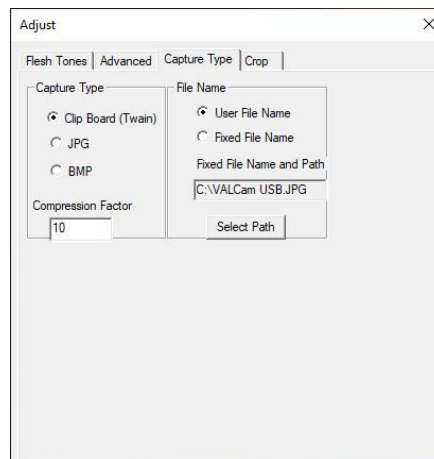 Adjust
Flesh Tones Advanced Capture Type Crop
Capture Type
Clip Board (Twain)
JPG
BMP
Compression Factor
10
File Name
User File Name
Fixed File Name
Fixed File Name and Path
C:\VALCam USB.JPG
Select Path